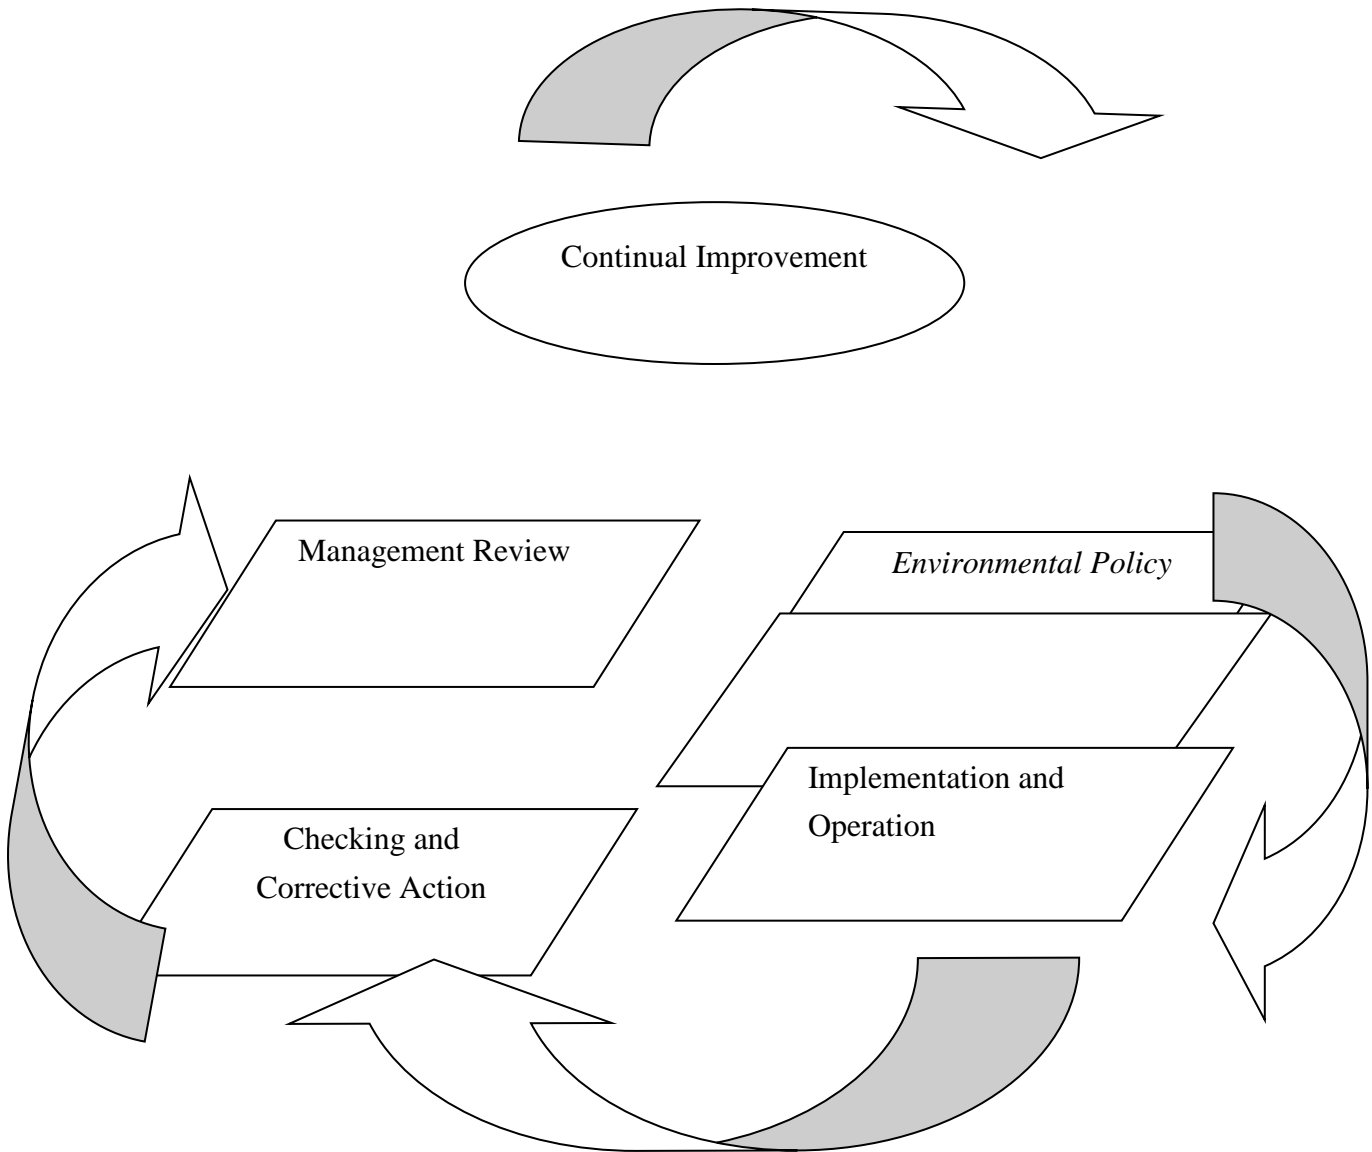 Continual Improvement
Management Review
Environmental Policy
Implementation and
Operation
Checking and
Corrective Action